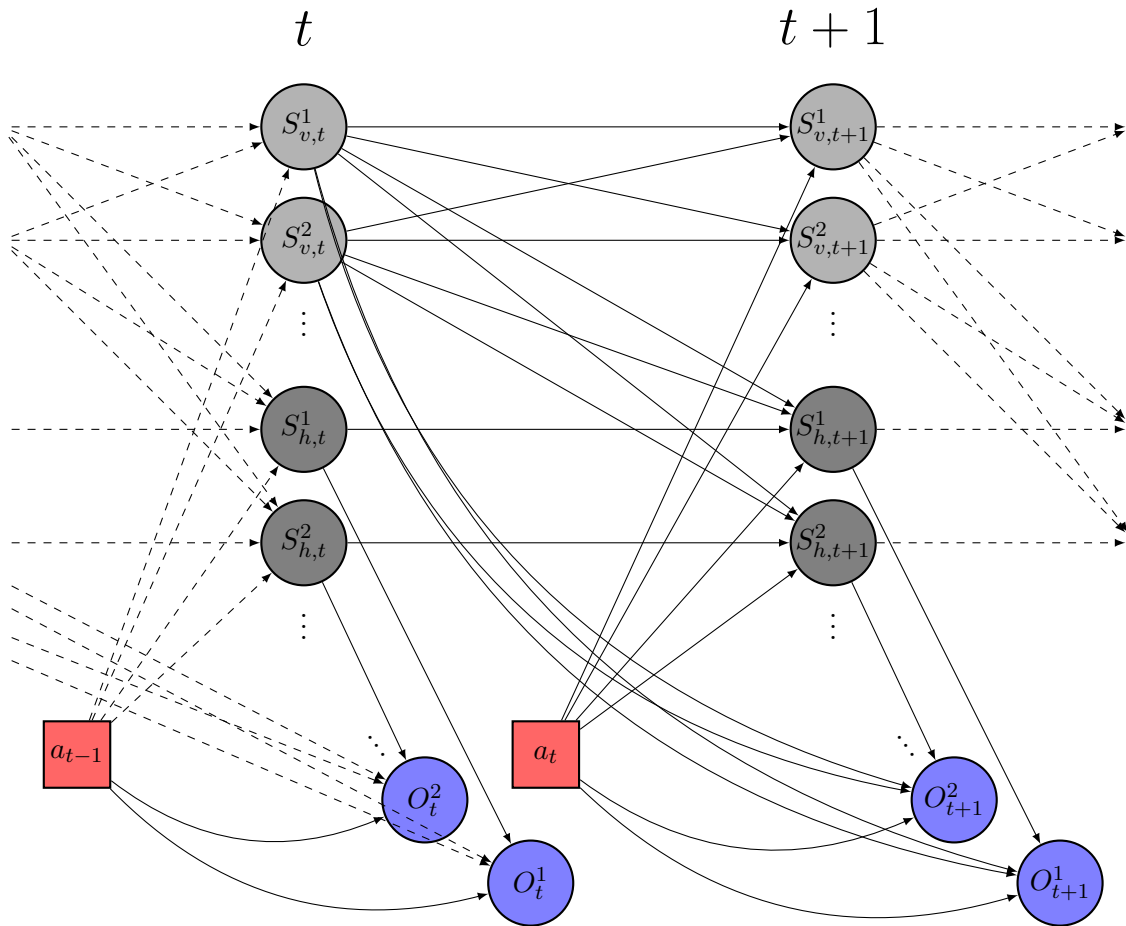 t t + 1
S^1_{v,t} S^1_{v,t+1}
S^2_{v,t} S^2_{v,t+1}
⋮ ⋮
S^1_{h,t} S^1_{h,t+1}
S^2_{h,t} S^2_{h,t+1}
⋮ ⋮
a_{t−1} ⋱ a_t ⋱
O^2_t O^2_{t+1}
O^1_t O^1_{t+1}